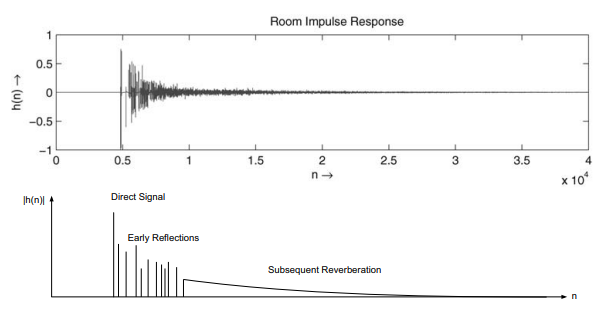 Room Impulse Response
1
0.5
0
−0.5
−1
h(n) →
0 0.5 1 1.5 2 2.5 3 3.5 4
n →
x 10^4
|h(n)|
Direct Signal
Early Reflections
Subsequent Reverberation
n